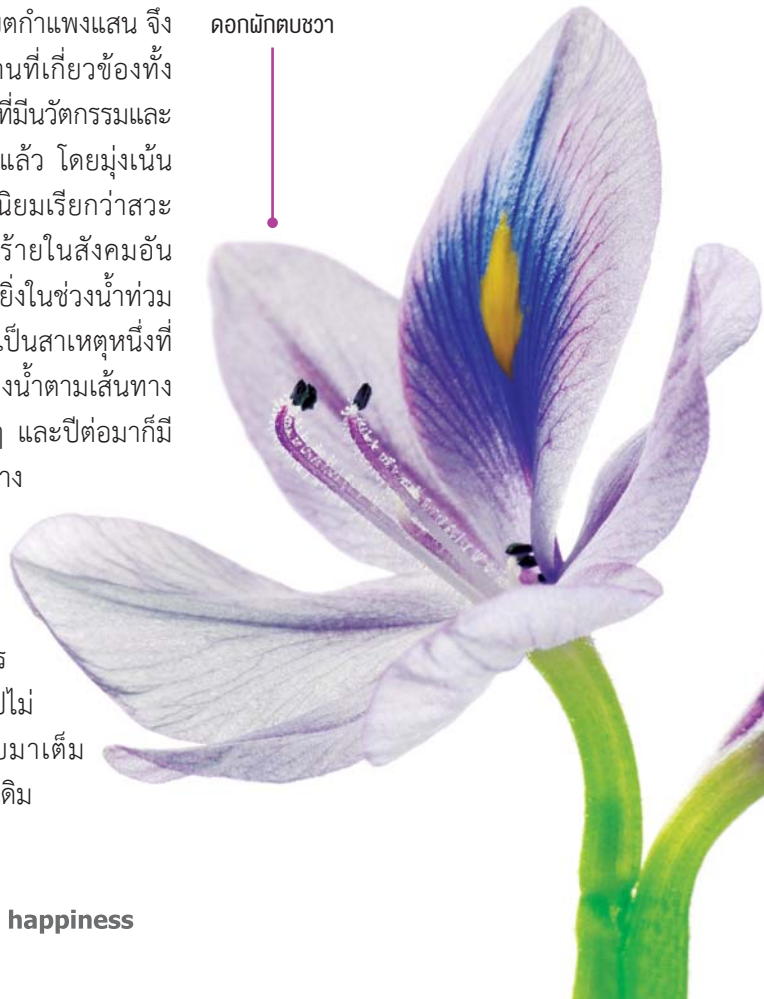 ดอกผักตบชวา
ตกำแพงแสน จึง
านที่เกี่ยวข้องทั้ง
ที่มีนวัตกรรมและ
แล้ว โดยมุ่งเน้น
นิยมเรียกว่าสวะ
ร้ายในสังคมอัน
ยิ่งในช่วงน้ำท่วม
เป็นสาเหตุหนึ่งที่
งน้ำตามเส้นทาง
ๆ และปีต่อมาก็มี
าง
ร
ปไม่
บมาเต็ม
เดิม
happiness